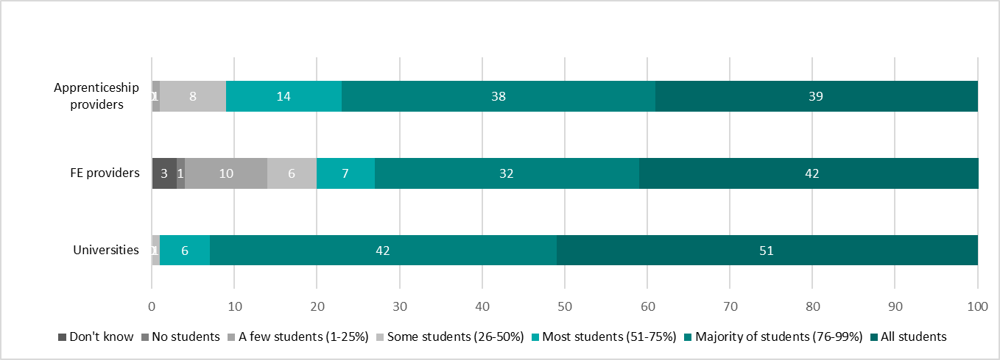 Apprenticeship
providers
8 14 38 39
FE providers
3 1 10 6 7 32 42
Universities
6 42 51
0 10 20 30 40 50 60 70 80 90 100
Don't know No students A few students (1-25%) Some students (26-50%) Most students (51-75%) Majority of students (76-99%) All students